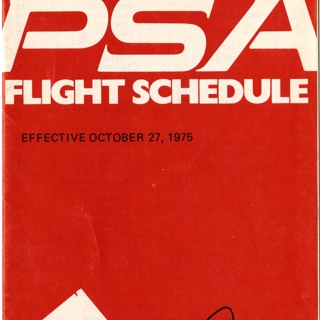 PSA
FLIGHT SCHEDULE
EFFECTIVE OCTOBER 27, 1975